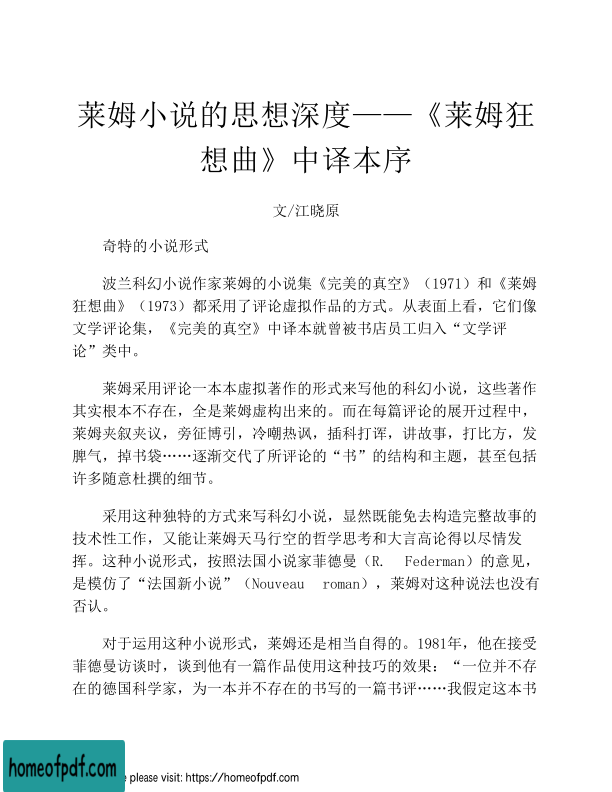 莱姆小说的思想深度——《莱姆狂
想曲》中译本序
文/江晓原
奇特的小说形式
波兰科幻小说作家莱姆的小说集《完美的真空》（1971）和《莱姆
狂想曲》（1973）都采用了评论虚拟作品的方式。从表面上看，它们像
文学评论集，《完美的真空》中译本就曾被书店员工归入“文学评
论”类中。
莱姆采用评论一本本虚拟著作的形式来写他的科幻小说，这些著作
其实根本不存在，全是莱姆虚构出来的。而在每篇评论的展开过程中，
莱姆夹叙夹议，旁征博引，冷嘲热讽，插科打诨，讲故事，打比方，发
脾气，掉书袋……逐渐交代了所评论的“书”的结构和主题，甚至包括
许多随意杜撰的细节。
采用这种独特的方式来写科幻小说，显然既能免去构造完整故事的
技术性工作，又能让莱姆天马行空的哲学思考和大言高论得以尽情发
挥。这种小说形式，按照法国小说家菲德曼（R. Federman）的意见，
是模仿了“法国新小说”（Nouveau roman），莱姆对这种说法也没有
否认。
对于运用这种小说形式，莱姆还是相当自得的。1981年，他在接受
菲德曼访谈时，谈到他有一篇作品使用这种技巧的效果：“一位并不存
在的德国科学家，为一本并不存在的书写的一篇书评……我假定这本书
homeofpdf.com
e please visit: https://homeofpdf.com